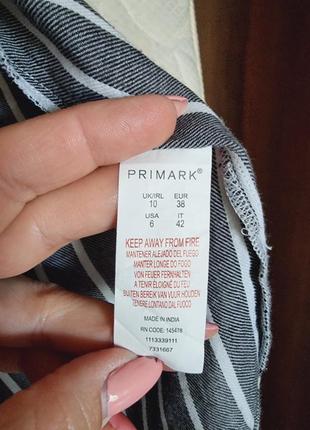 PRIMARK®
UK/IRL EUR
10 38
USA IT
6 42
KEEP AWAY FROM FIRE
MANTENER ALEJADO DEL FUEGO
MANTER LONGE DO FOGO
VON FEUER FERNHALTEN
A TENIR ÉLOIGNÉ DU FEU
BUITEN BEREIK VAN VUUR HOUDEN
TENERE LONTANO DAL FUOCO
MADE IN INDIA
RN CODE: 145478
1113339111
7331667